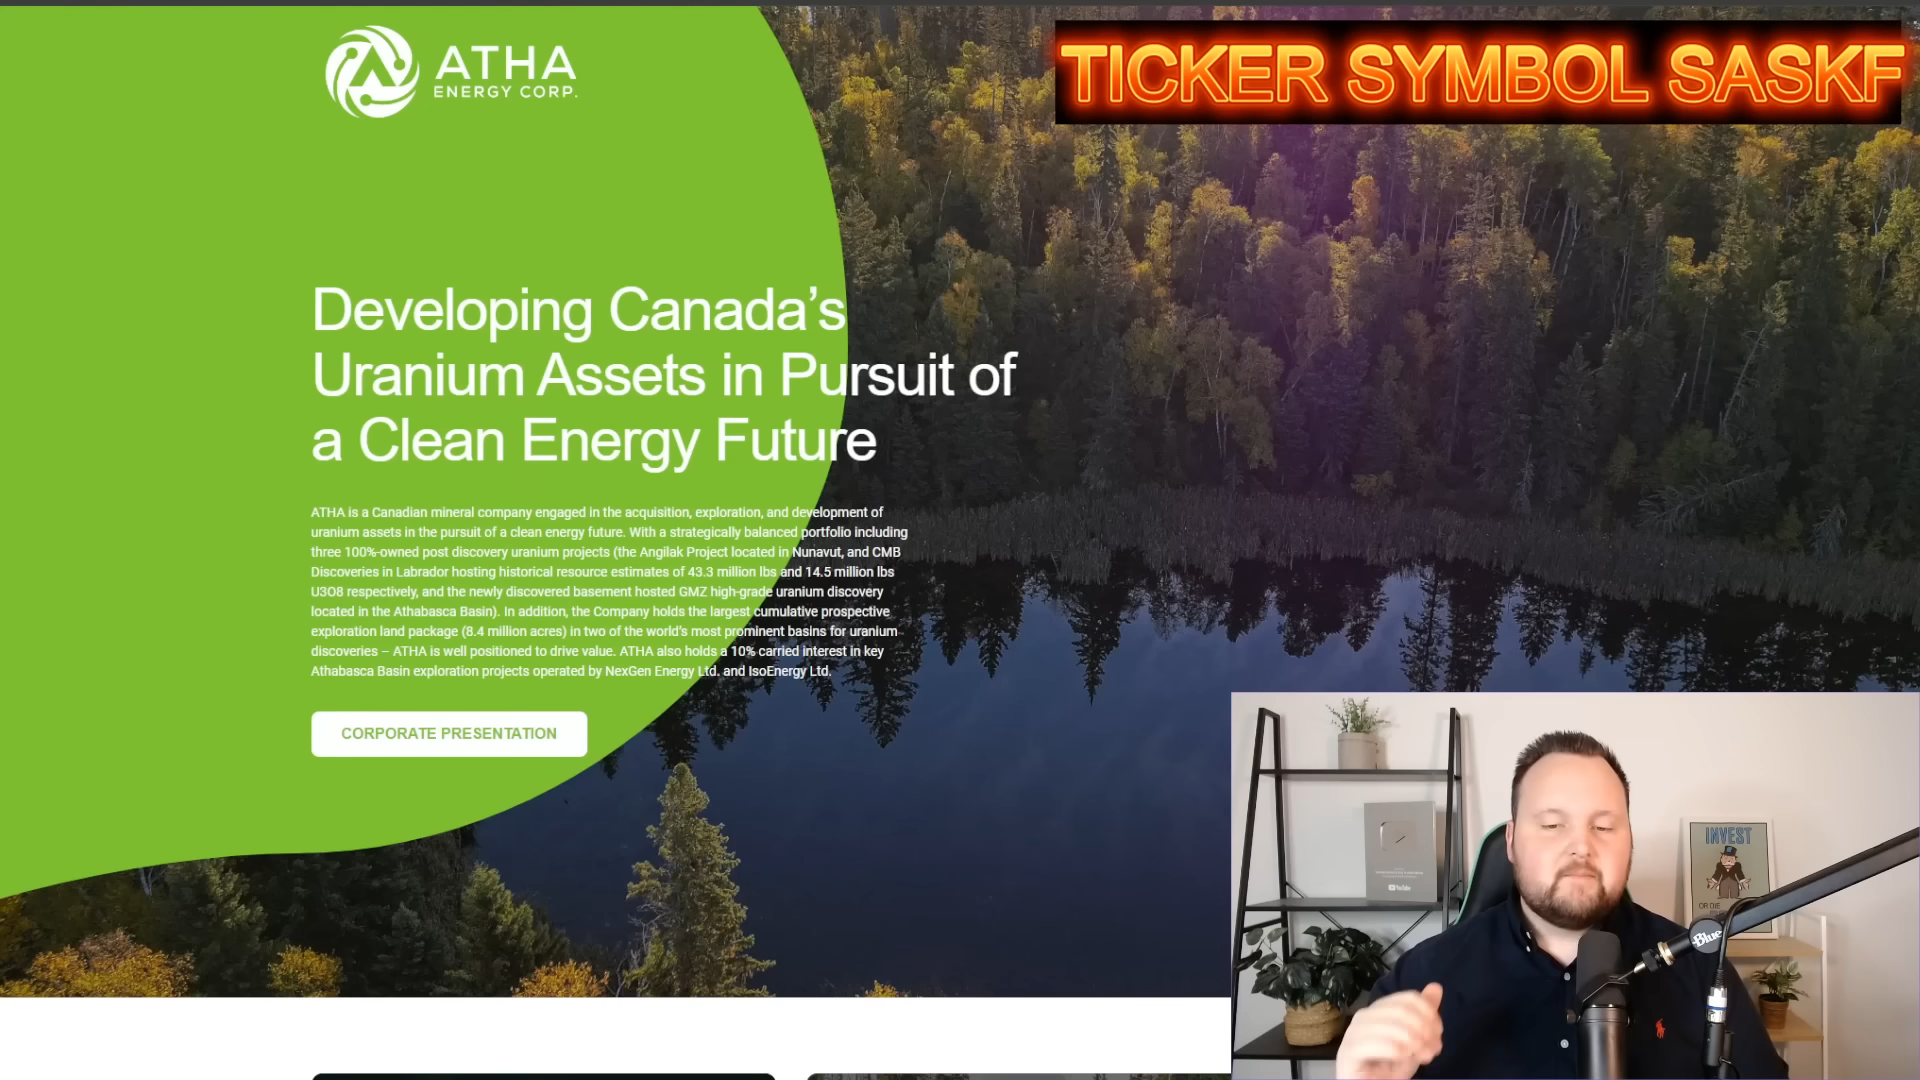 ATHA
ENERGY CORP.
TICKER SYMBOL SASKF
Developing Canada’s
Uranium Assets in Pursuit of
a Clean Energy Future
ATHA is a Canadian mineral company engaged in the acquisition, exploration, and development of
uranium assets in the pursuit of a clean energy future. With a strategically balanced portfolio including
three 100%-owned post discovery uranium projects (the Angilak Project located in Nunavut, and CMB
Discoveries in Labrador hosting historical resource estimates of 43.3 million lbs and 14.5 million lbs
U3O8 respectively, and the newly discovered basement hosted GMZ high-grade uranium discovery
located in the Athabasca Basin). In addition, the Company holds the largest cumulative prospective
exploration land package (8.4 million acres) in two of the world’s most prominent basins for uranium
discoveries – ATHA is well positioned to drive value. ATHA also holds a 10% carried interest in key
Athabasca Basin exploration projects operated by NexGen Energy Ltd. and IsoEnergy Ltd.
CORPORATE PRESENTATION
YouTube
INVEST
OR DIE
Blue